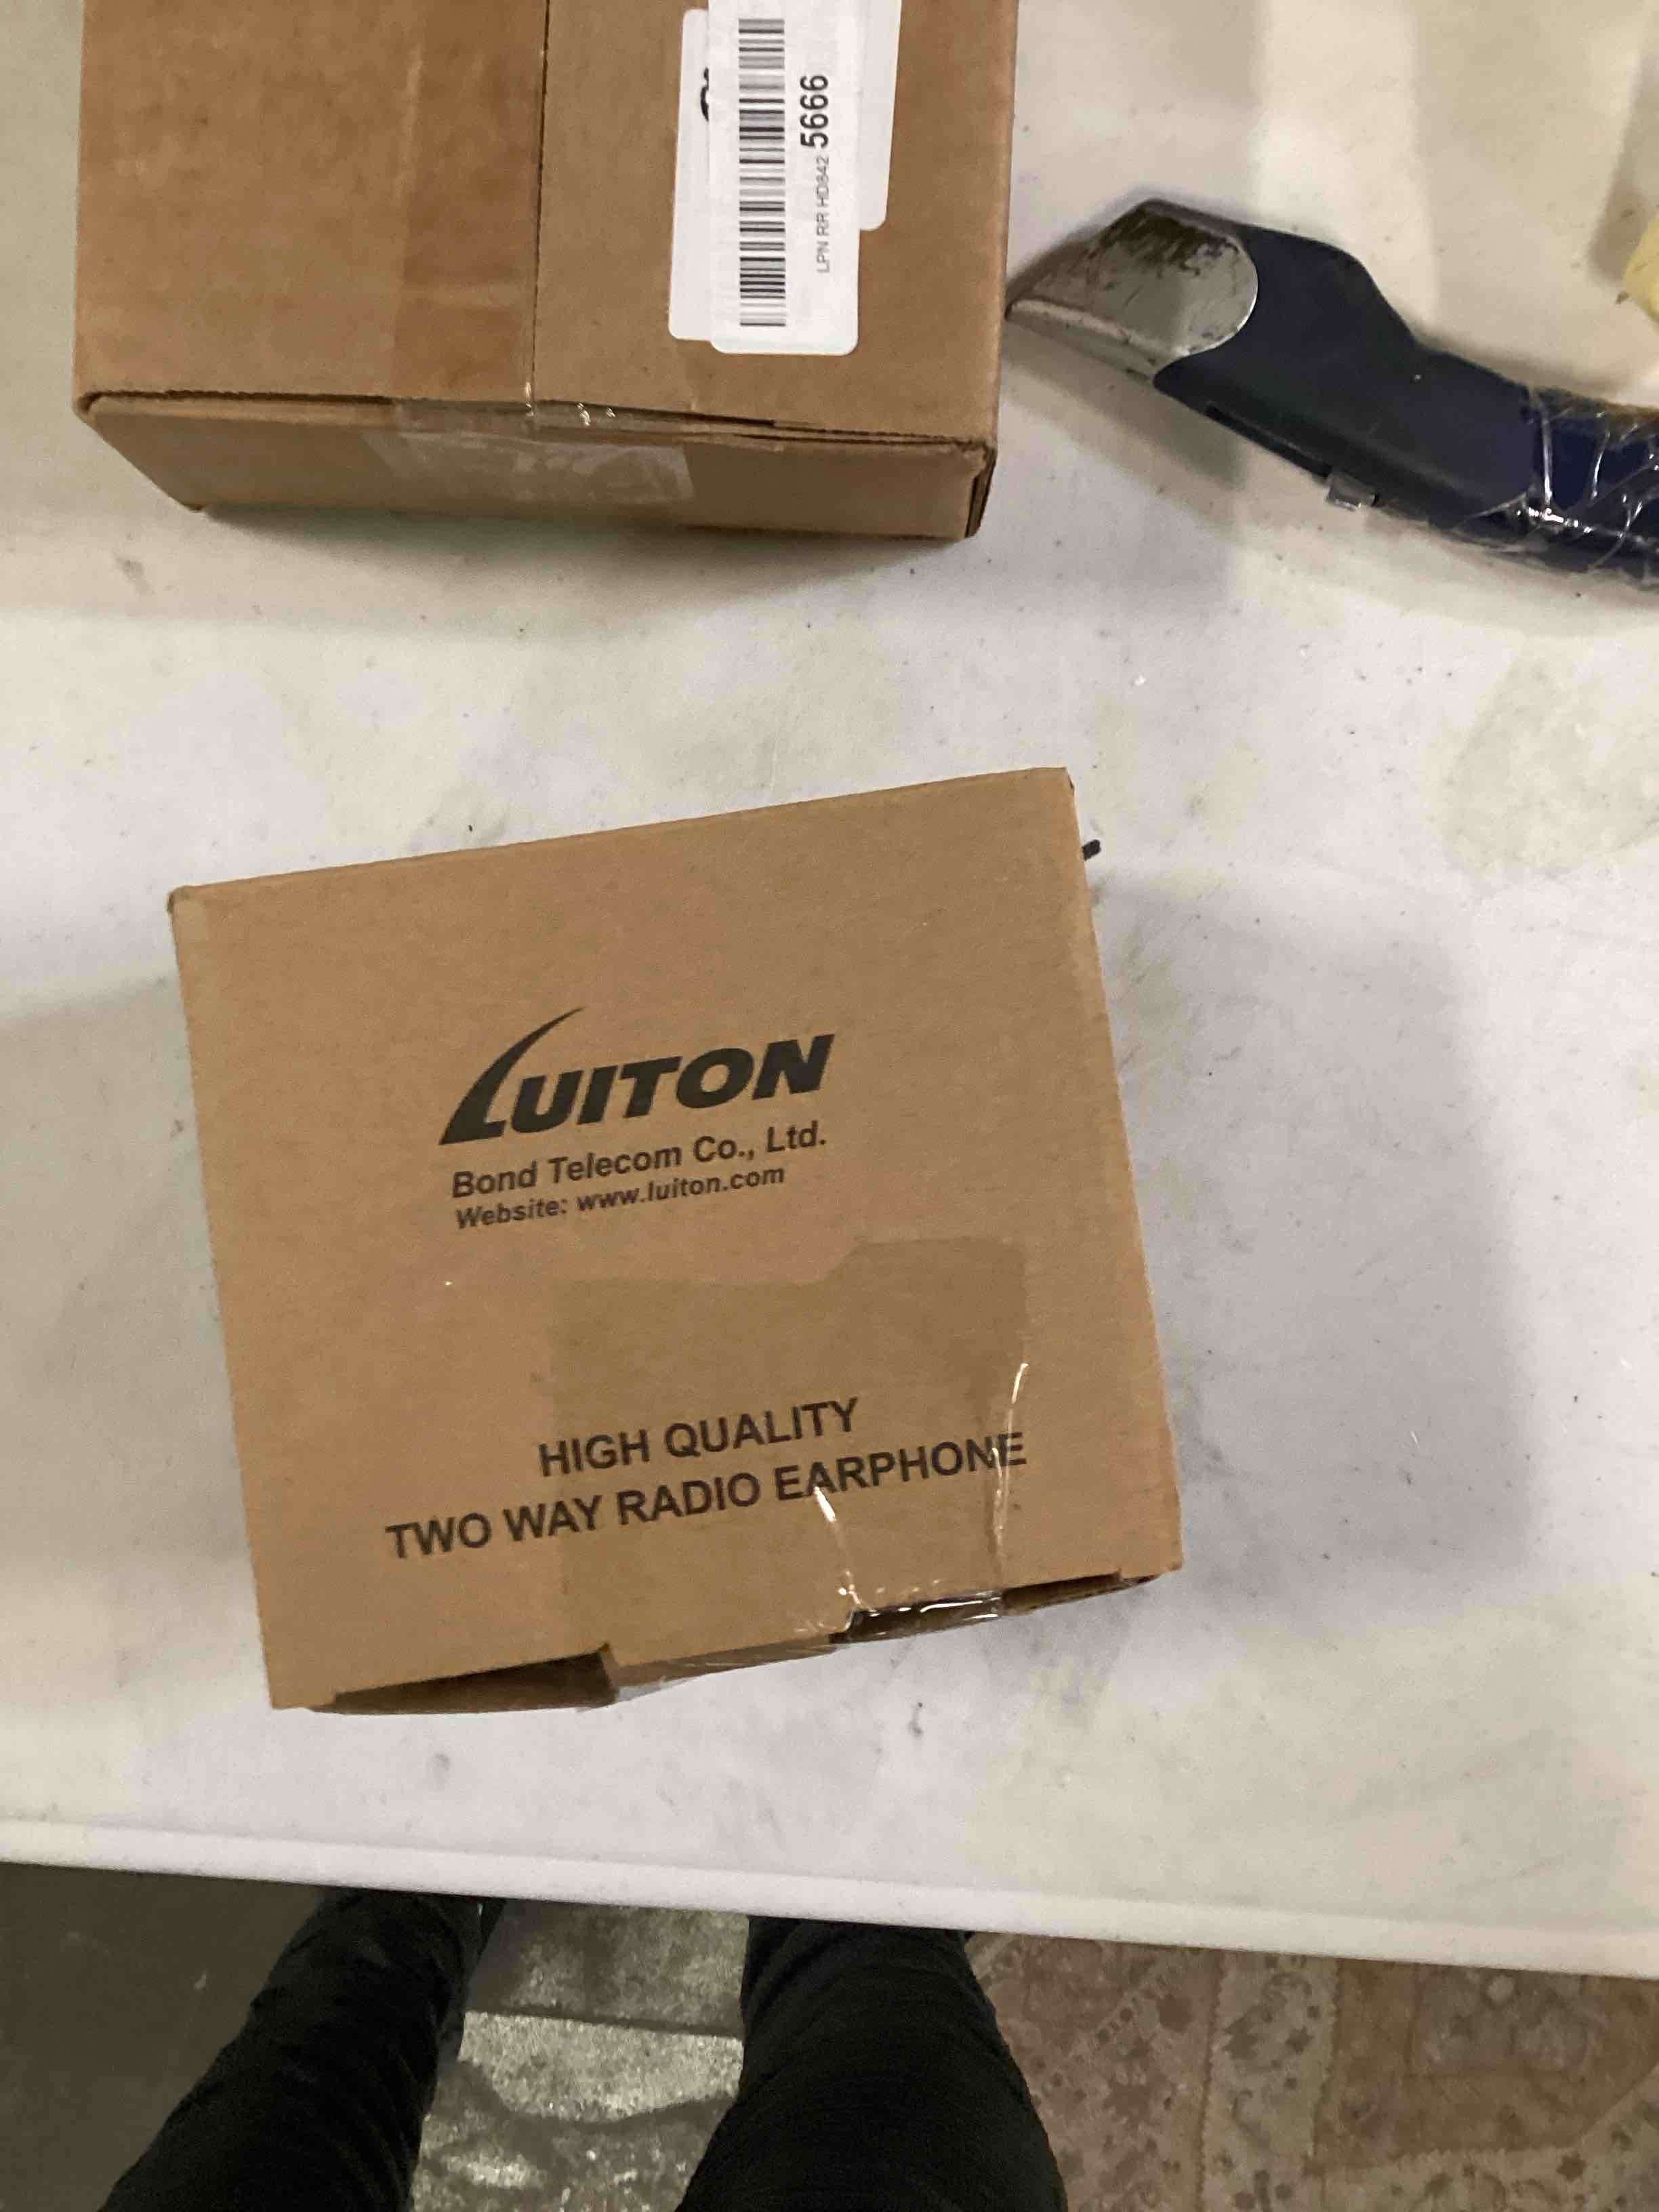 LPN RR HD842 5666
LUITON
Bond Telecom Co., Ltd.
Website: www.luiton.com
HIGH QUALITY
TWO WAY RADIO EARPHONE